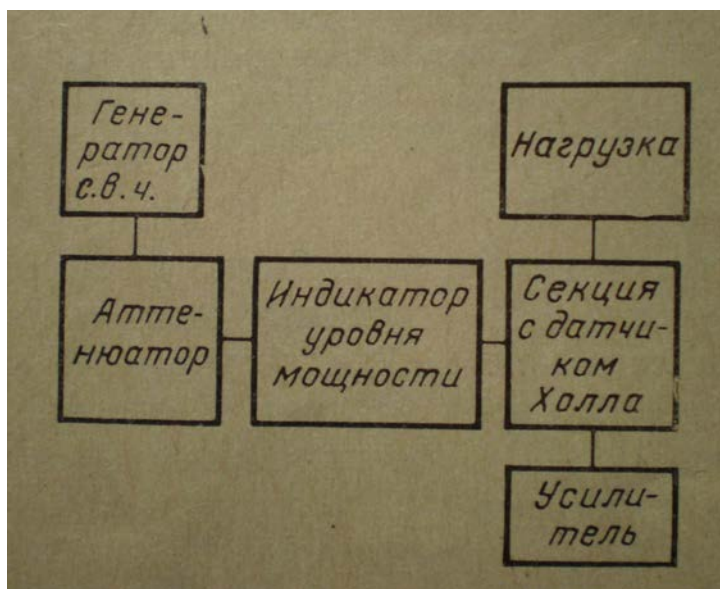 Гене-
ратор
с.в.ч.
Нагрузка
Атте-
нюатор
Индикатор
уровня
мощности
Секция
с датчи-
ком
Холла
Усили-
тель